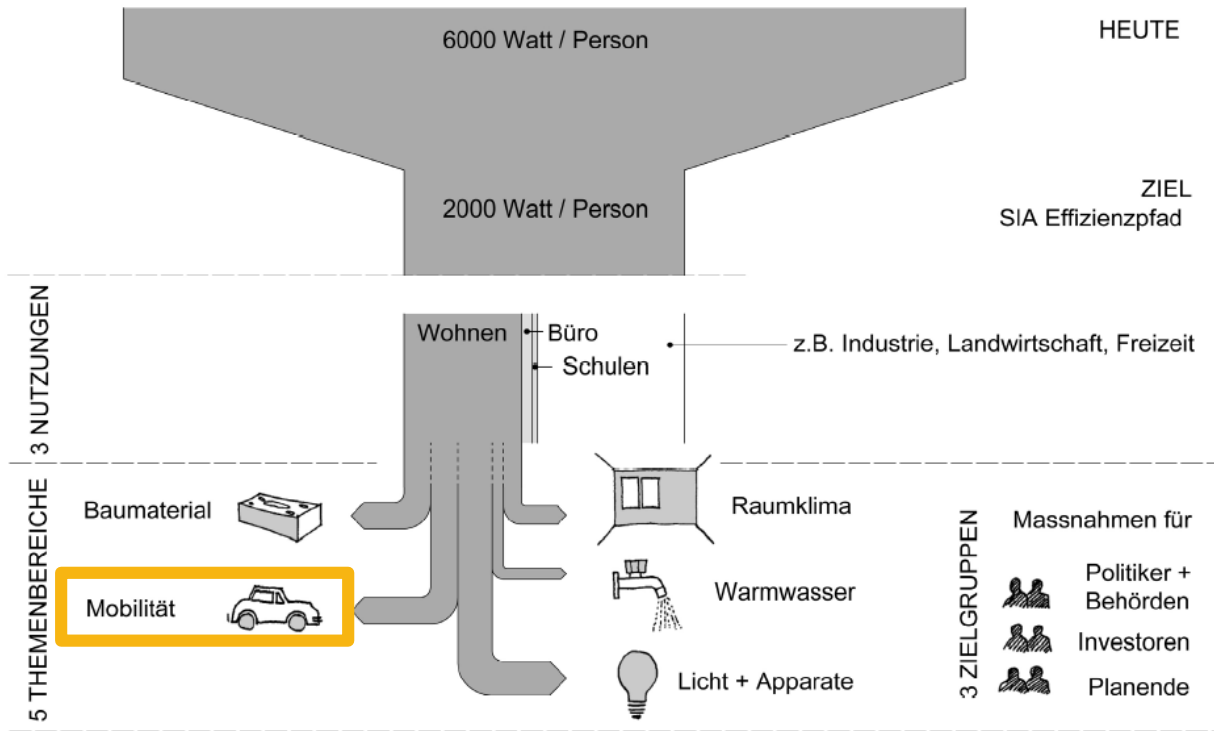 6000 Watt / Person
HEUTE
2000 Watt / Person
ZIEL
SIA Effizienzpfad
3 NUTZUNGEN
Wohnen
Büro
Schulen
z.B. Industrie, Landwirtschaft, Freizeit
5 THEMENBEREICHE
Baumaterial
Mobilität
Raumklima
Warmwasser
Licht + Apparate
3 ZIELGRUPPEN
Massnahmen für
Politiker +
Behörden
Investoren
Planende